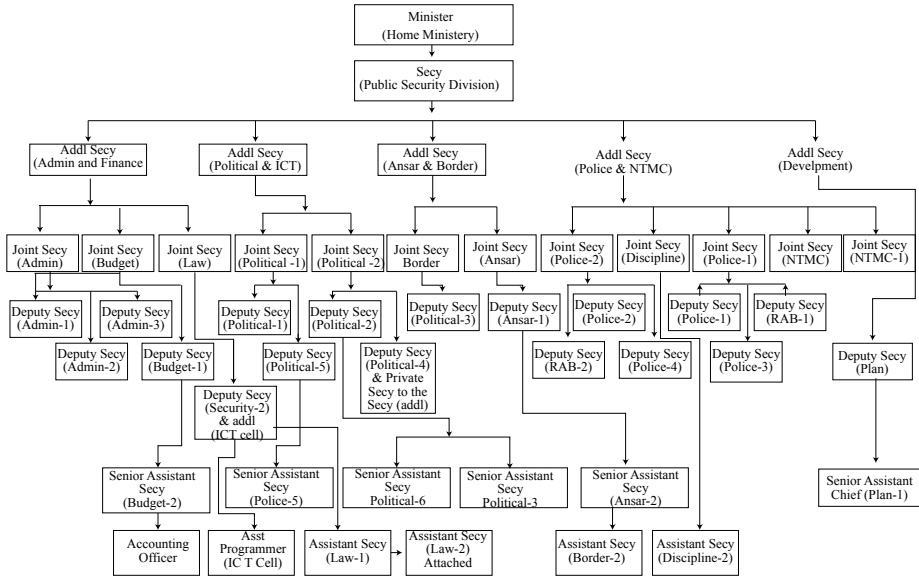 Minister
(Home Ministery)
Secy
(Public Security Division)
Addl Secy
(Admin and Finance
Addl Secy
(Political & ICT)
Addl Secy
(Ansar & Border)
Addl Secy
(Police & NTMC)
Addl Secy
(Develpment)
Joint Secy
(Admin)
Joint Secy
(Budget)
Joint Secy
(Law)
Joint Secy
(Political -1)
Joint Secy
(Political -2)
Joint Secy
Border
Joint Secy
(Ansar)
Joint Secy
(Police-2)
Joint Secy
(Discipline)
Joint Secy
(Police-1)
Joint Secy
(NTMC)
Joint Secy
(NTMC-1)
Deputy Secy
(Admin-1)
Deputy Secy
(Admin-3)
Deputy Secy
(Political-1)
Deputy Secy
(Political-2)
Deputy Secy
(Political-3)
Deputy Secy
(Ansar-1)
Deputy Secy
(Police-2)
Deputy Secy
(Police-1)
Deputy Secy
(RAB-1)
Deputy Secy
(Admin-2)
Deputy Secy
(Budget-1)
Deputy Secy
(Political-5)
Deputy Secy
(Political-4)
& Private
Secy to the
Secy (addl)
Deputy Secy
(RAB-2)
Deputy Secy
(Police-4)
Deputy Secy
(Police-3)
Deputy Secy
(Plan)
Deputy Secy
(Security-2)
& addl
(ICT cell)
Senior Assistant
Secy
(Budget-2)
Senior Assistant
Secy
(Police-5)
Senior Assistant
Secy
Political-6
Senior Assistant
Secy
Political-3
Senior Assistant
Secy
(Ansar-2)
Senior Assistant
Chief (Plan-1)
Accounting
Officer
Asst
Programmer
(IC T Cell)
Assistant Secy
(Law-1)
Assistant Secy
(Law-2)
Attached
Assistant Secy
(Border-2)
Assistant Secy
(Discipline-2)